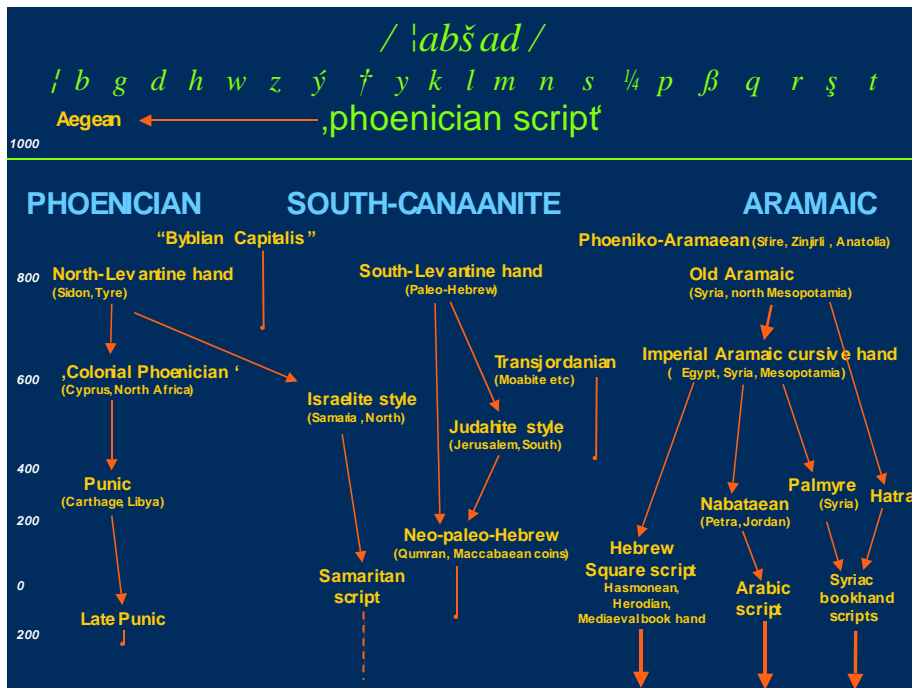 / ¦abšad /
¦ b g d h w z ý † y k l m n s ¼ p ß q r ş t
Aegean ‚phoenician script‘
1000
PHOENICIAN SOUTH-CANAANITE ARAMAIC
“Byblian Capitalis”
Phoeniko-Aramaean (Sfire, Zinjirli , Anatolia)
800
North-Levantine hand
(Sidon, Tyre)
South-Levantine hand
(Paleo-Hebrew)
Old Aramaic
(Syria, north Mesopotamia)
Imperial Aramaic cursive hand
( Egypt, Syria, Mesopotamia)
600
‚Colonial Phoenician ‘
(Cyprus, North Africa)
Transjordanian
(Moabite etc)
Israelite style
(Samaria , North)
Judahite style
(Jerusalem, South)
400
Punic
(Carthage, Libya)
Palmyre
(Syria)
Hatra
Nabataean
(Petra, Jordan)
200
Neo-paleo-Hebrew
(Qumran, Maccabaean coins)
Hebrew
Square script
Hasmonean,
Herodian,
Mediaeval book hand
0
Samaritan
script
Arabic
script
Syriac
bookhand
scripts
Late Punic
200